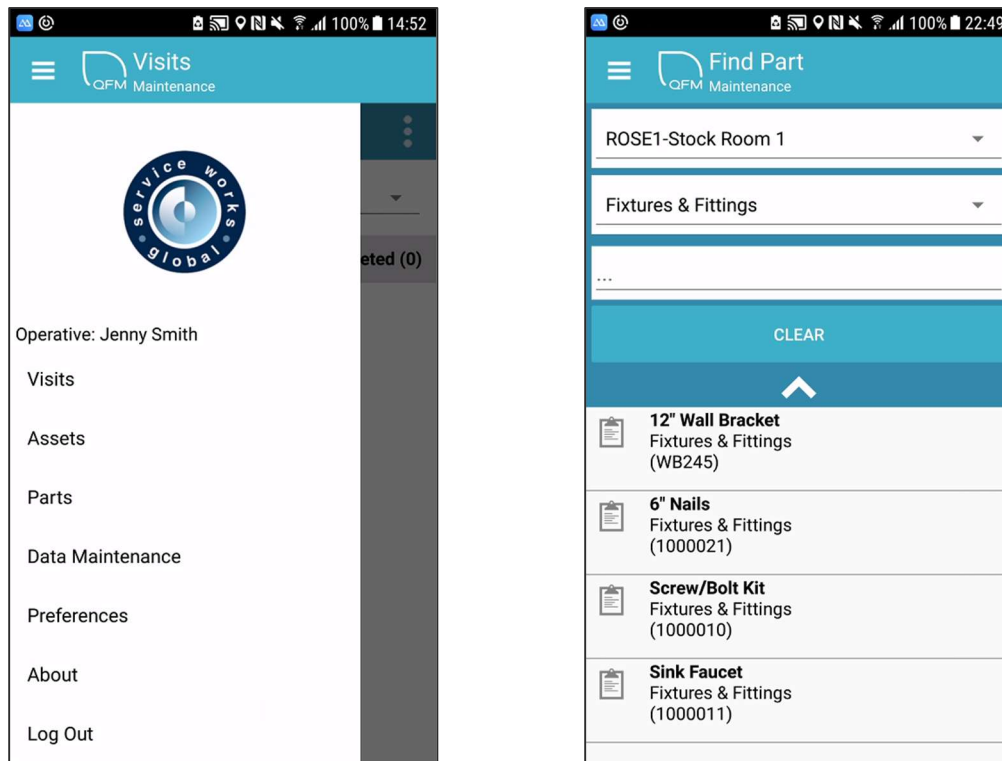 100% 14:52
Visits
QFM Maintenance
service works global
eted (0)
Operative: Jenny Smith
Visits
Assets
Parts
Data Maintenance
Preferences
About
Log Out
100% 22:49
Find Part
QFM Maintenance
ROSE1-Stock Room 1
Fixtures & Fittings
...
CLEAR
12" Wall Bracket
Fixtures & Fittings
(WB245)
6" Nails
Fixtures & Fittings
(1000021)
Screw/Bolt Kit
Fixtures & Fittings
(1000010)
Sink Faucet
Fixtures & Fittings
(1000011)